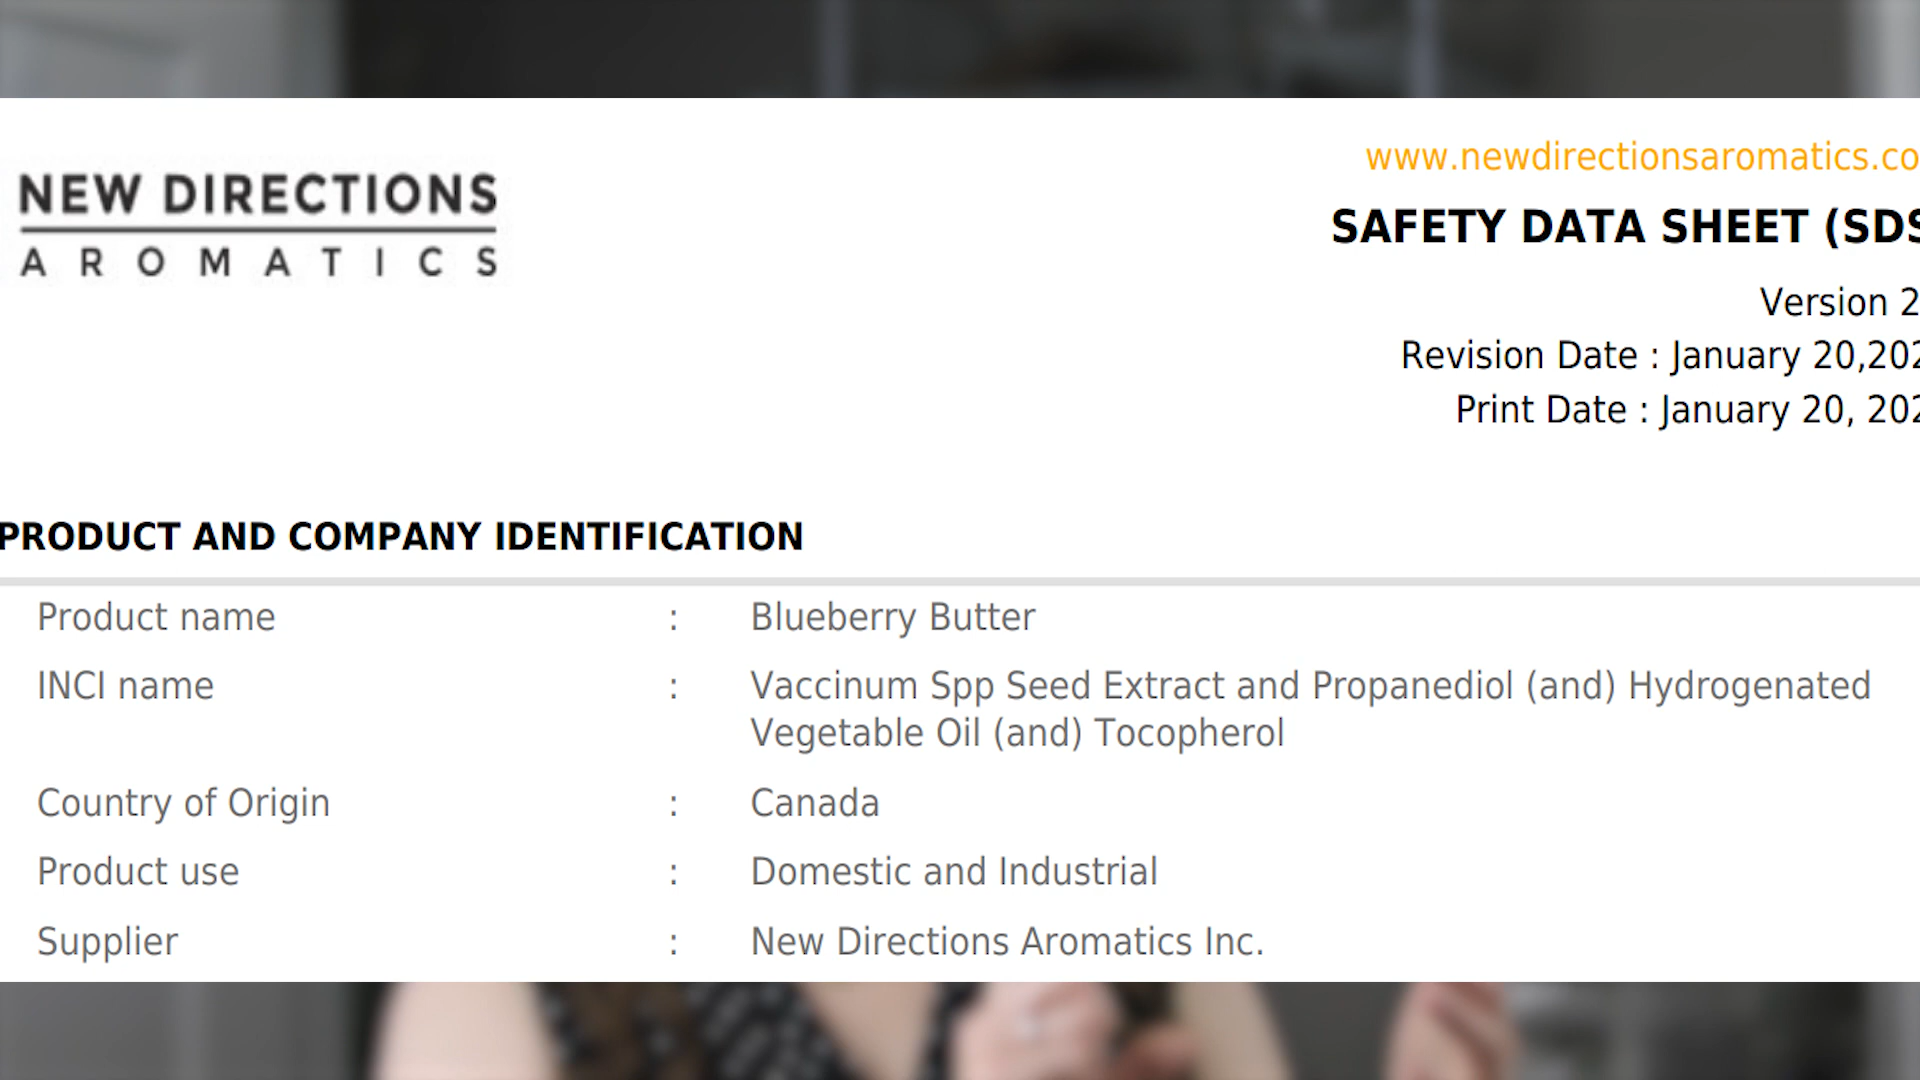 NEW DIRECTIONS
AROMATICS
www.newdirectionsaromatics.co
SAFETY DATA SHEET (SDS
Version 2
Revision Date : January 20,202
Print Date : January 20, 202
PRODUCT AND COMPANY IDENTIFICATION
Product name : Blueberry Butter
INCI name : Vaccinum Spp Seed Extract and Propanediol (and) Hydrogenated
Vegetable Oil (and) Tocopherol
Country of Origin : Canada
Product use : Domestic and Industrial
Supplier : New Directions Aromatics Inc.